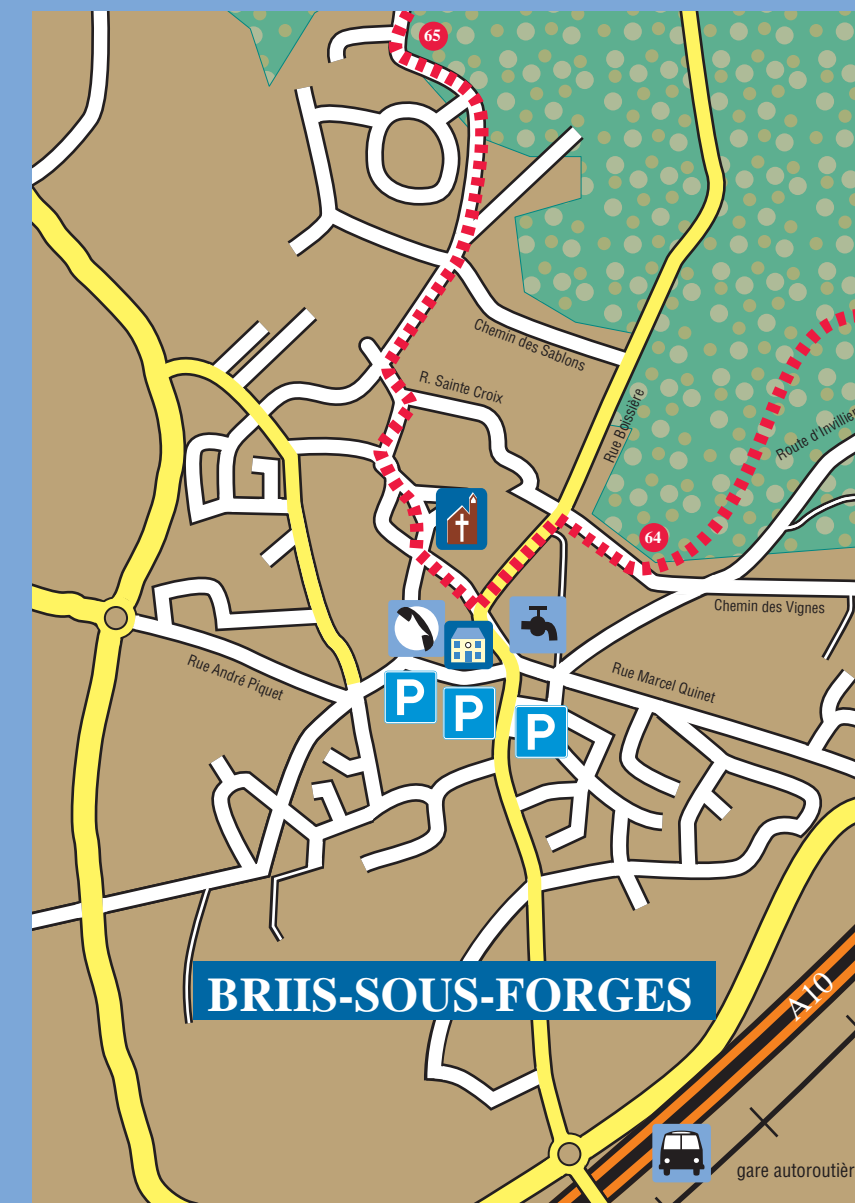 65
Chemin des Sablons
R. Sainte Croix
Rue Boissière
Route d'Invillier
64
Chemin des Vignes
Rue André Piquet
Rue Marcel Quinet
P
P
P
BRIIS-SOUS-FORGES
A10
gare autoroutièr